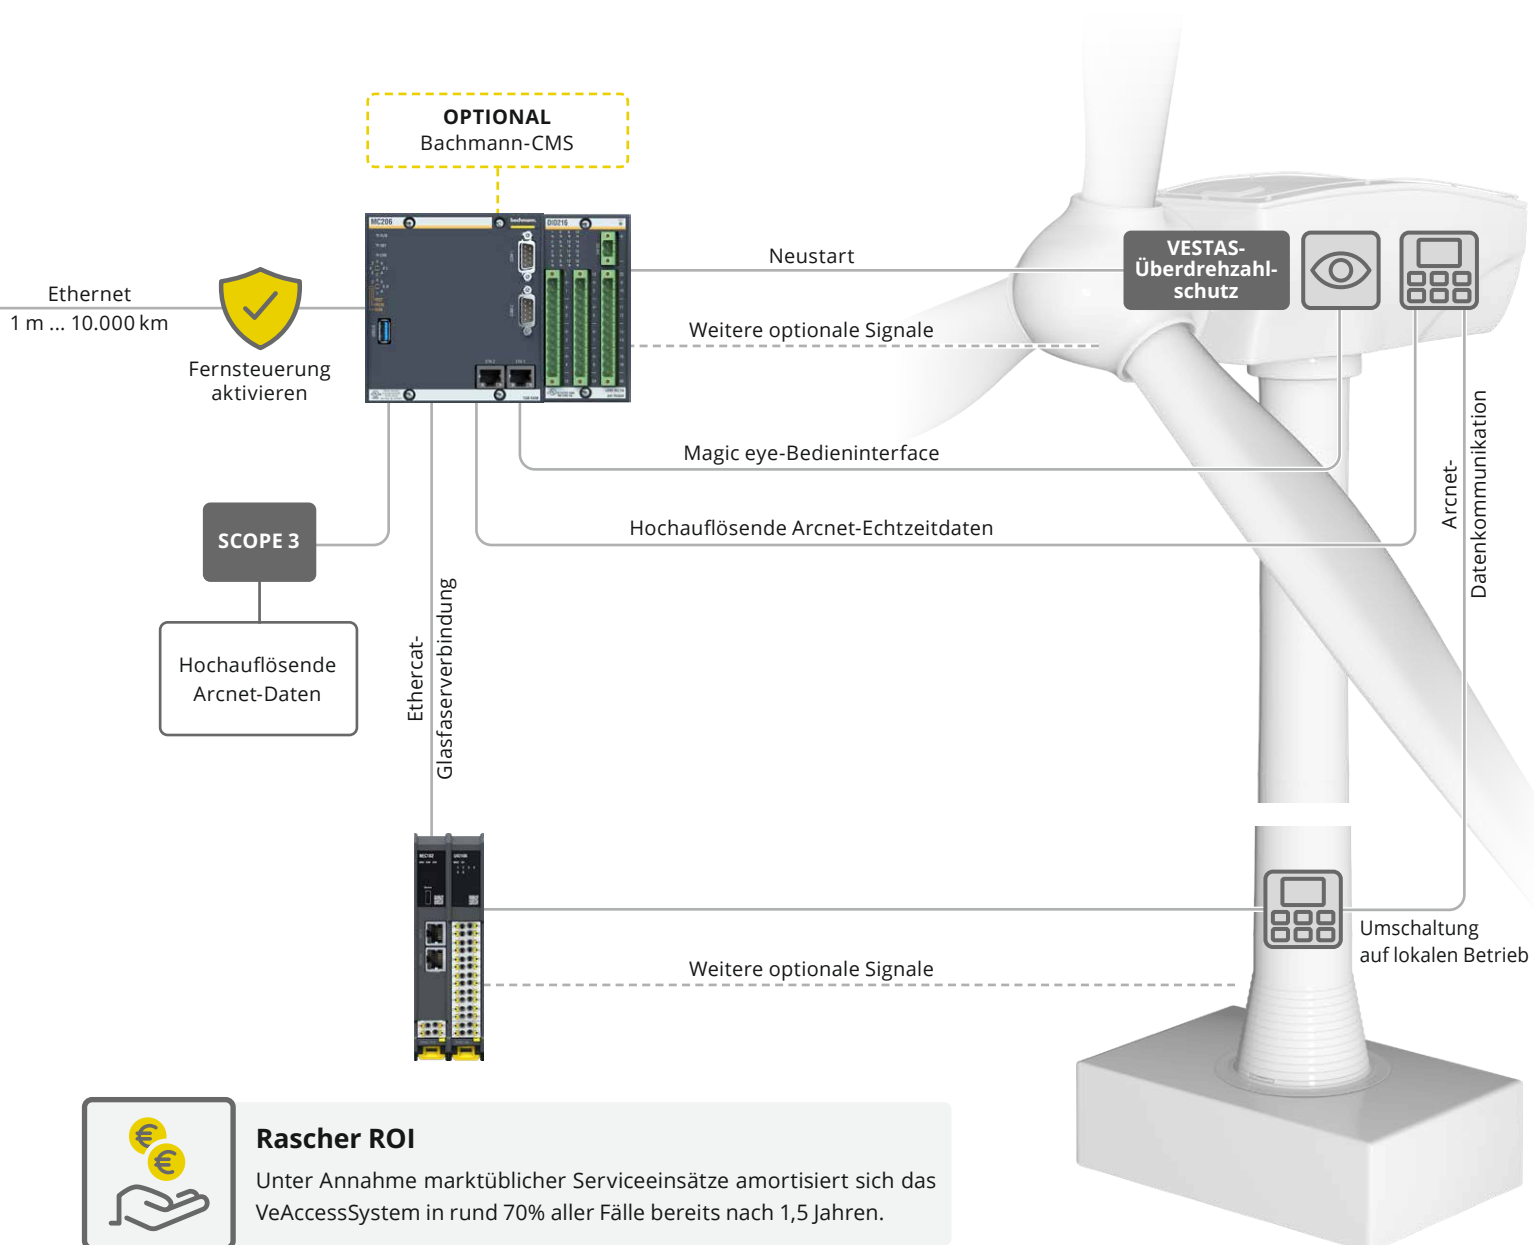 OPTIONAL
Bachmann-CMS
MC206
bachmann.
DIO216
Neustart
VESTAS-
Überdrehzahl-
schutz
Ethernet
1 m ... 10.000 km
Weitere optionale Signale
Fernsteuerung
aktivieren
Magic eye-Bedieninterface
Arcnet-
Datenkommunikation
Hochauflösende Arcnet-Echtzeitdaten
SCOPE 3
Ethercat-
Glasfaserverbindung
Hochauflösende
Arcnet-Daten
Umschaltung
auf lokalen Betrieb
Weitere optionale Signale
Rascher ROI
Unter Annahme marktüblicher Serviceeinsätze amortisiert sich das
VeAccessSystem in rund 70% aller Fälle bereits nach 1,5 Jahren.